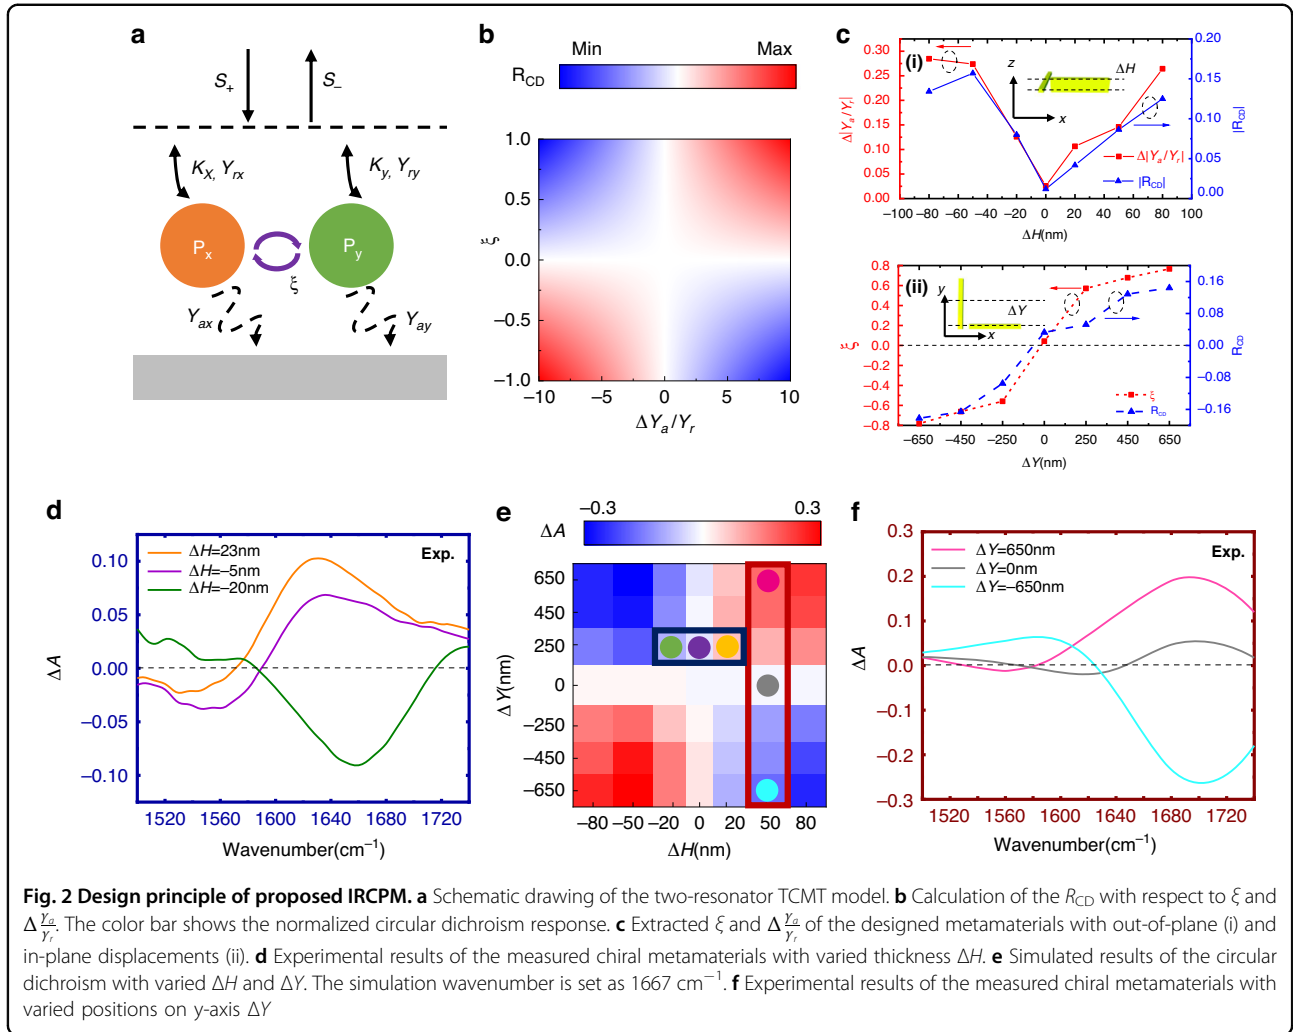 a
S+
S−
Kx, Yrx
Ky, Yry
Px
Py
ξ
Yax
Yay
b
Min
Max
RCD
1.0
0.5
0.0
−0.5
−1.0
ξ
−10
−5
0
5
10
ΔYa/Yr
c
(i)
0.30
0.25
0.20
0.15
0.10
0.05
0.00
Δ|Ya/Yr|
0.20
0.15
0.10
0.05
0.00
|RCD|
z
x
ΔH
Δ|Ya/Yr|
|RCD|
−100
−80
−60
−40
−20
0
20
40
60
80
100
ΔH(nm)
(ii)
0.8
0.6
0.4
0.2
0.0
−0.2
−0.4
−0.6
−0.8
ξ
0.16
0.08
0.00
−0.08
−0.16
RCD
y
x
ΔY
ξ
RCD
−650
−450
−250
0
250
450
650
ΔY(nm)
d
ΔA
0.10
0.05
0.00
−0.05
−0.10
ΔH=23nm
ΔH=−5nm
ΔH=−20nm
Exp.
1520
1560
1600
1640
1680
1720
Wavenumber(cm−1)
e
−0.3
0.3
ΔA
650
450
250
0
−250
−450
−650
ΔY(nm)
−80
−50
−20
0
20
50
80
ΔH(nm)
f
0.3
0.2
0.1
0.0
−0.1
−0.2
−0.3
ΔA
ΔY=650nm
ΔY=0nm
ΔY=−650nm
Exp.
1520
1560
1600
1640
1680
1720
Wavenumber(cm−1)
Fig. 2 Design principle of proposed IRCPM. a Schematic drawing of the two-resonator TCMT model. b Calculation of the RCD with respect to ξ and
Δ γa/γr. The color bar shows the normalized circular dichroism response. c Extracted ξ and Δ γa/γr of the designed metamaterials with out-of-plane (i) and
in-plane displacements (ii). d Experimental results of the measured chiral metamaterials with varied thickness ΔH. e Simulated results of the circular
dichroism with varied ΔH and ΔY. The simulation wavenumber is set as 1667 cm−1. f Experimental results of the measured chiral metamaterials with
varied positions on y-axis ΔY